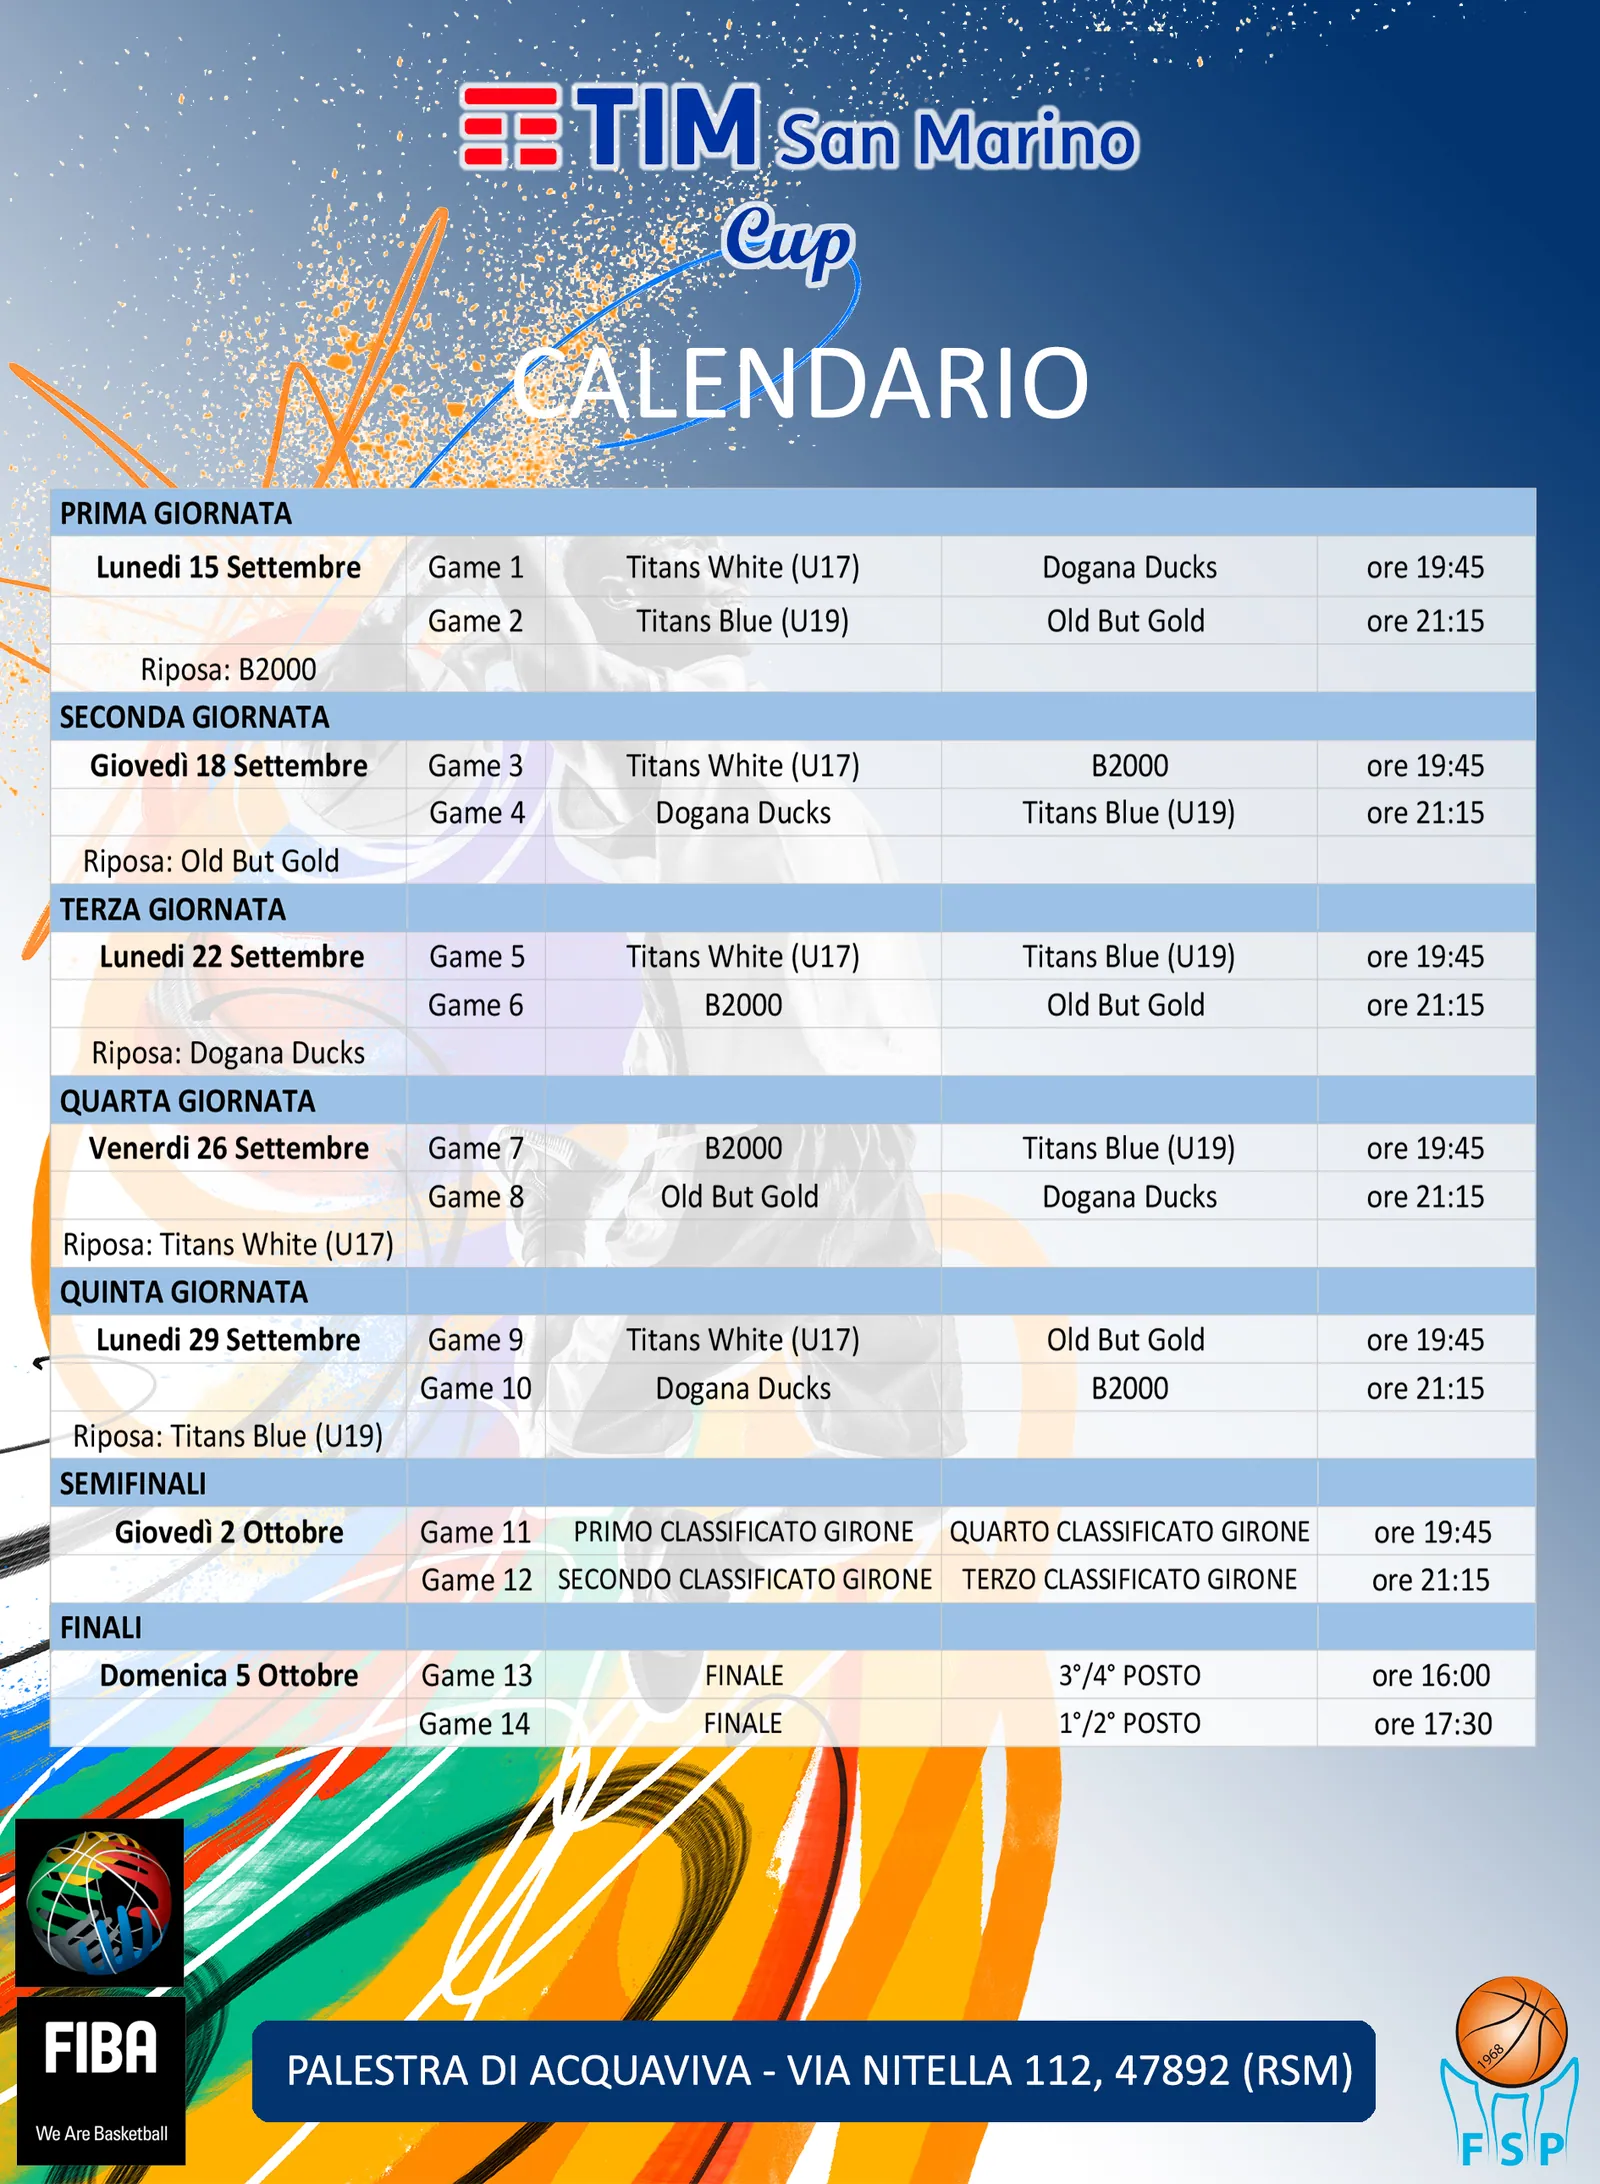 TIM San Marino
Cup
CALENDARIO
PRIMA GIORNATA
Lunedi 15 Settembre Game 1 Titans White (U17) Dogana Ducks ore 19:45
Game 2 Titans Blue (U19) Old But Gold ore 21:15
Riposa: B2000
SECONDA GIORNATA
Giovedì 18 Settembre Game 3 Titans White (U17) B2000 ore 19:45
Game 4 Dogana Ducks Titans Blue (U19) ore 21:15
Riposa: Old But Gold
TERZA GIORNATA
Lunedi 22 Settembre Game 5 Titans White (U17) Titans Blue (U19) ore 19:45
Game 6 B2000 Old But Gold ore 21:15
Riposa: Dogana Ducks
QUARTA GIORNATA
Venerdi 26 Settembre Game 7 B2000 Titans Blue (U19) ore 19:45
Game 8 Old But Gold Dogana Ducks ore 21:15
Riposa: Titans White (U17)
QUINTA GIORNATA
Lunedi 29 Settembre Game 9 Titans White (U17) Old But Gold ore 19:45
Game 10 Dogana Ducks B2000 ore 21:15
Riposa: Titans Blue (U19)
SEMIFINALI
Giovedì 2 Ottobre Game 11 PRIMO CLASSIFICATO GIRONE QUARTO CLASSIFICATO GIRONE ore 19:45
Game 12 SECONDO CLASSIFICATO GIRONE TERZO CLASSIFICATO GIRONE ore 21:15
FINALI
Domenica 5 Ottobre Game 13 FINALE 3°/4° POSTO ore 16:00
Game 14 FINALE 1°/2° POSTO ore 17:30
FIBA
We Are Basketball
PALESTRA DI ACQUAVIVA - VIA NITELLA 112, 47892 (RSM)
1968
FSP